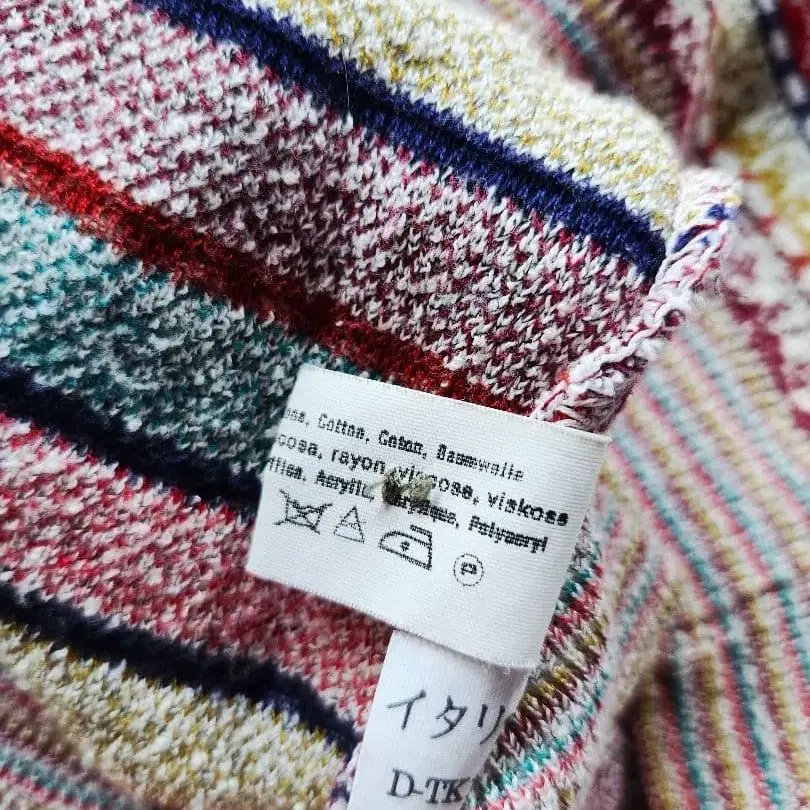 Cotton, Coton, Baumwolle
rayon, viscose, viskose
Acrylic, Polyacryl
P
イタリ
D-TK